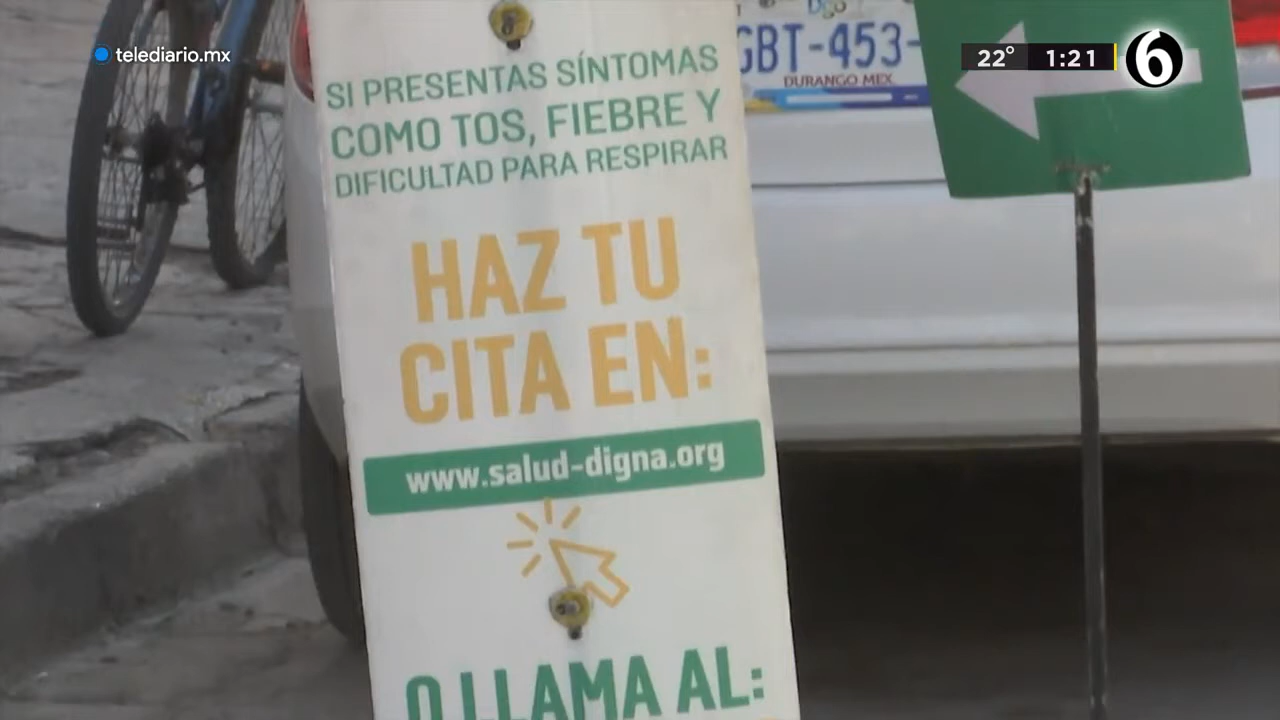 telediario.mx
22° 1:21 6
Dgo
GBT-453-
DURANGO MEX
SI PRESENTAS SÍNTOMAS
COMO TOS, FIEBRE Y
DIFICULTAD PARA RESPIRAR
HAZ TU
CITA EN:
www.salud-digna.org
O LLAMA AL: